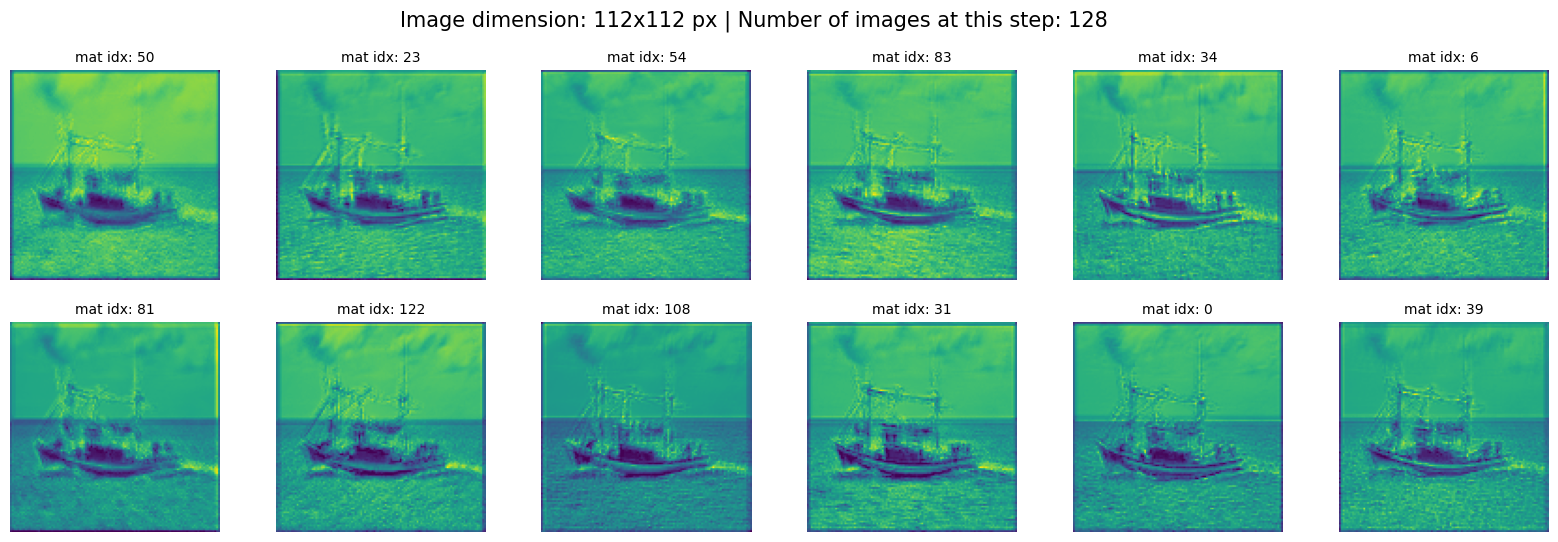 Image dimension: 112x112 px | Number of images at this step: 128
mat idx: 50
mat idx: 23
mat idx: 54
mat idx: 83
mat idx: 34
mat idx: 6
mat idx: 81
mat idx: 122
mat idx: 108
mat idx: 31
mat idx: 0
mat idx: 39